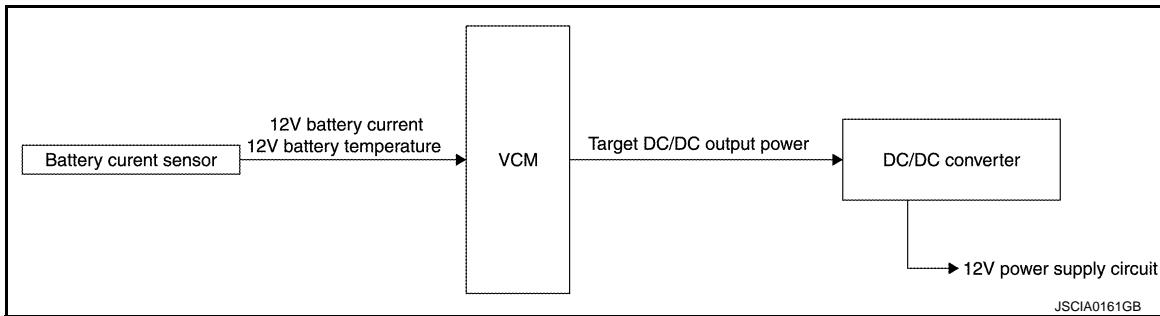 12V battery current
12V battery temperature
Battery curent sensor
VCM
Target DC/DC output power
DC/DC converter
12V power supply circuit
JSCIA0161GB